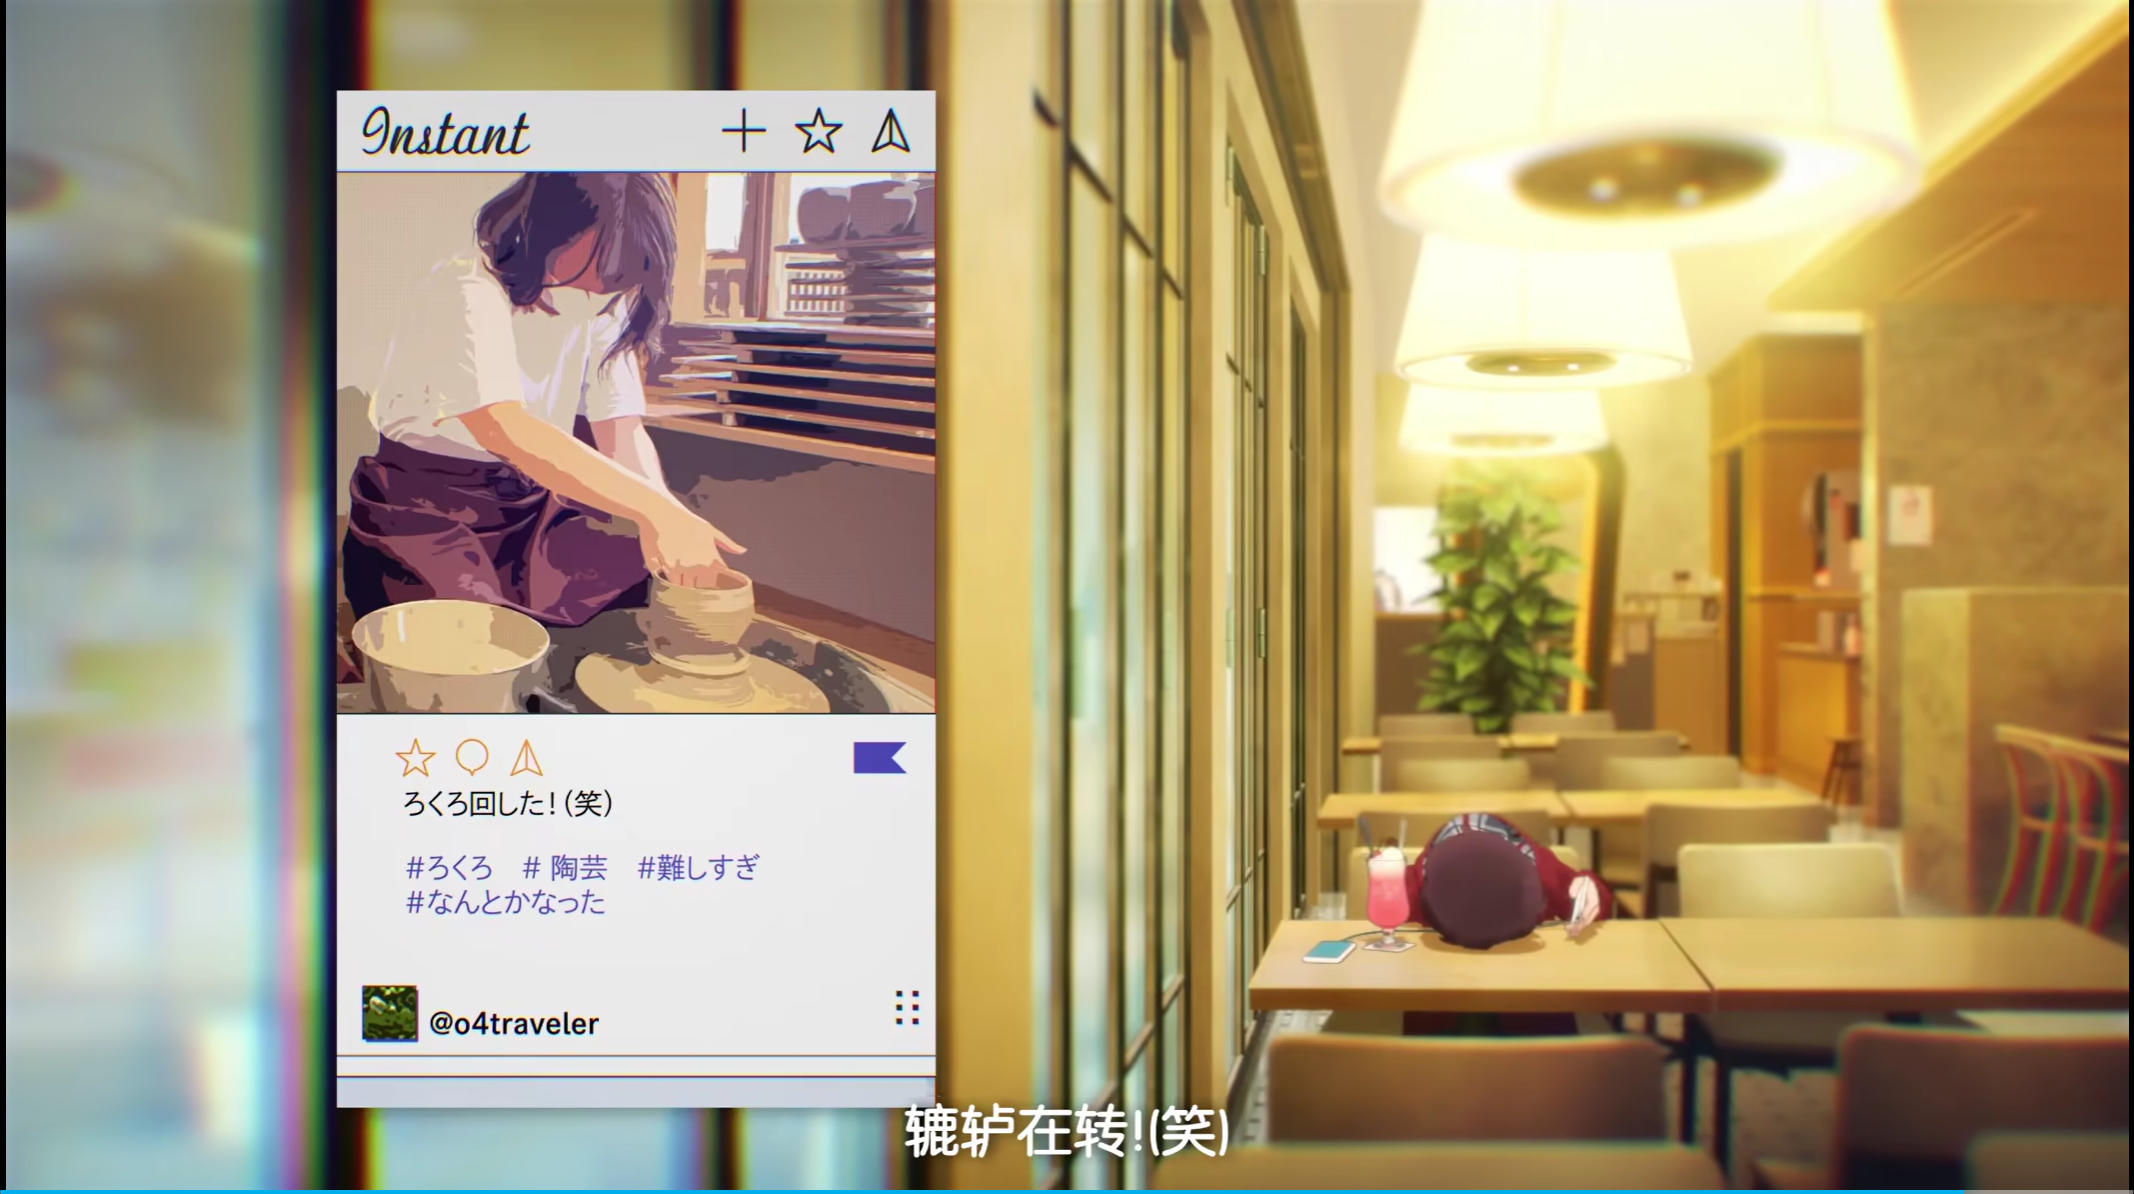 Instant
ろくろ回した!(笑)
#ろくろ # 陶芸 #難しすぎ
#なんとかなった
@o4traveler
辘轳在转!(笑)